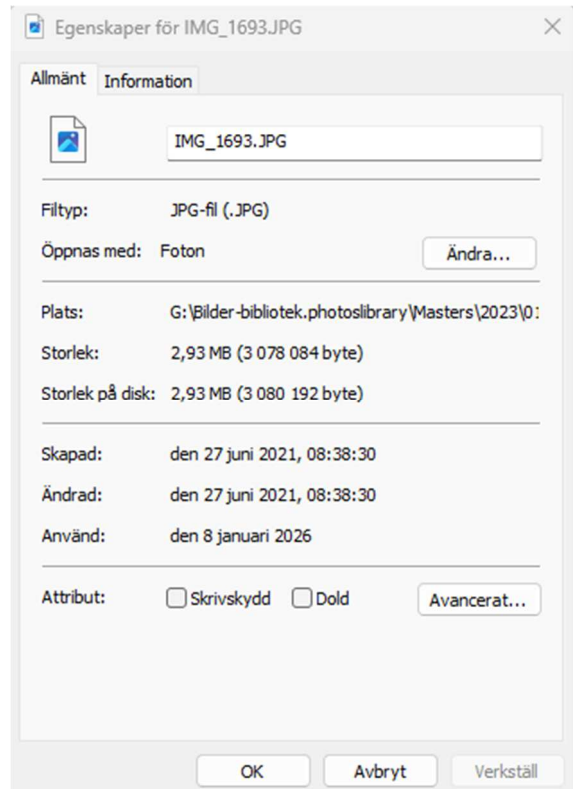 Egenskaper för IMG_1693.JPG
Allmänt Information
IMG_1693.JPG
Filtyp: JPG-fil (.JPG)
Öppnas med: Foton Ändra...
Plats: G:\Bilder-bibliotek.photoslibrary\Masters\2023\01
Storlek: 2,93 MB (3 078 084 byte)
Storlek på disk: 2,93 MB (3 080 192 byte)
Skapad: den 27 juni 2021, 08:38:30
Ändrad: den 27 juni 2021, 08:38:30
Använd: den 8 januari 2026
Attribut: Skrivskydd Dold Avancerat...
OK Avbryt Verkställ